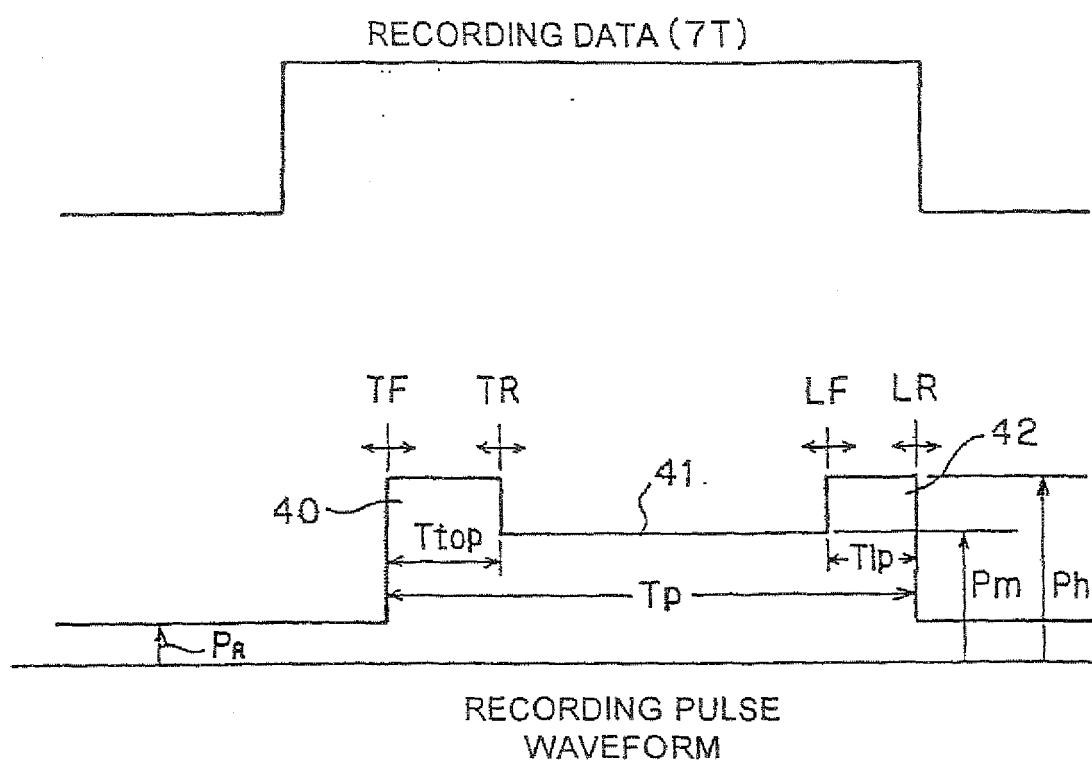 RECORDING DATA (7T)
TF TR LF LR
42
41
40
Ttop
Tlp
Tp
Pm
Ph
PR
RECORDING PULSE
WAVEFORM